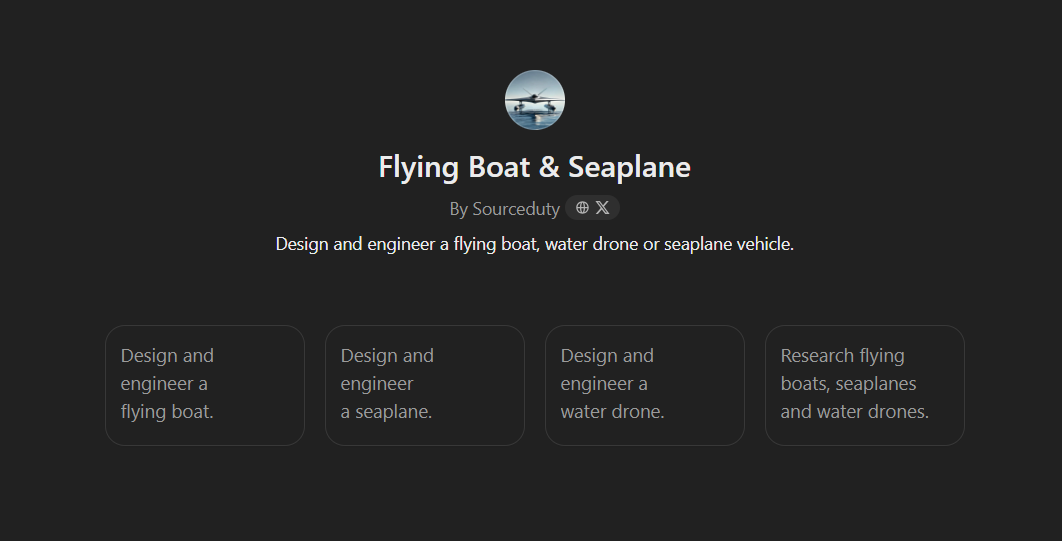 Flying Boat & Seaplane
By Sourceduty
Design and engineer a flying boat, water drone or seaplane vehicle.
Design and
engineer a
flying boat.
Design and
engineer
a seaplane.
Design and
engineer a
water drone.
Research flying
boats, seaplanes
and water drones.